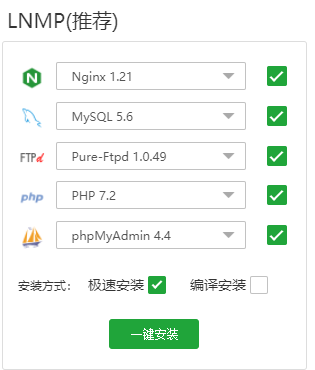 LNMP(推荐)
N Nginx 1.21
MySQL 5.6
FTPd Pure-Ftpd 1.0.49
php PHP 7.2
phpMyAdmin 4.4
安装方式: 极速安装 编译安装
一键安装